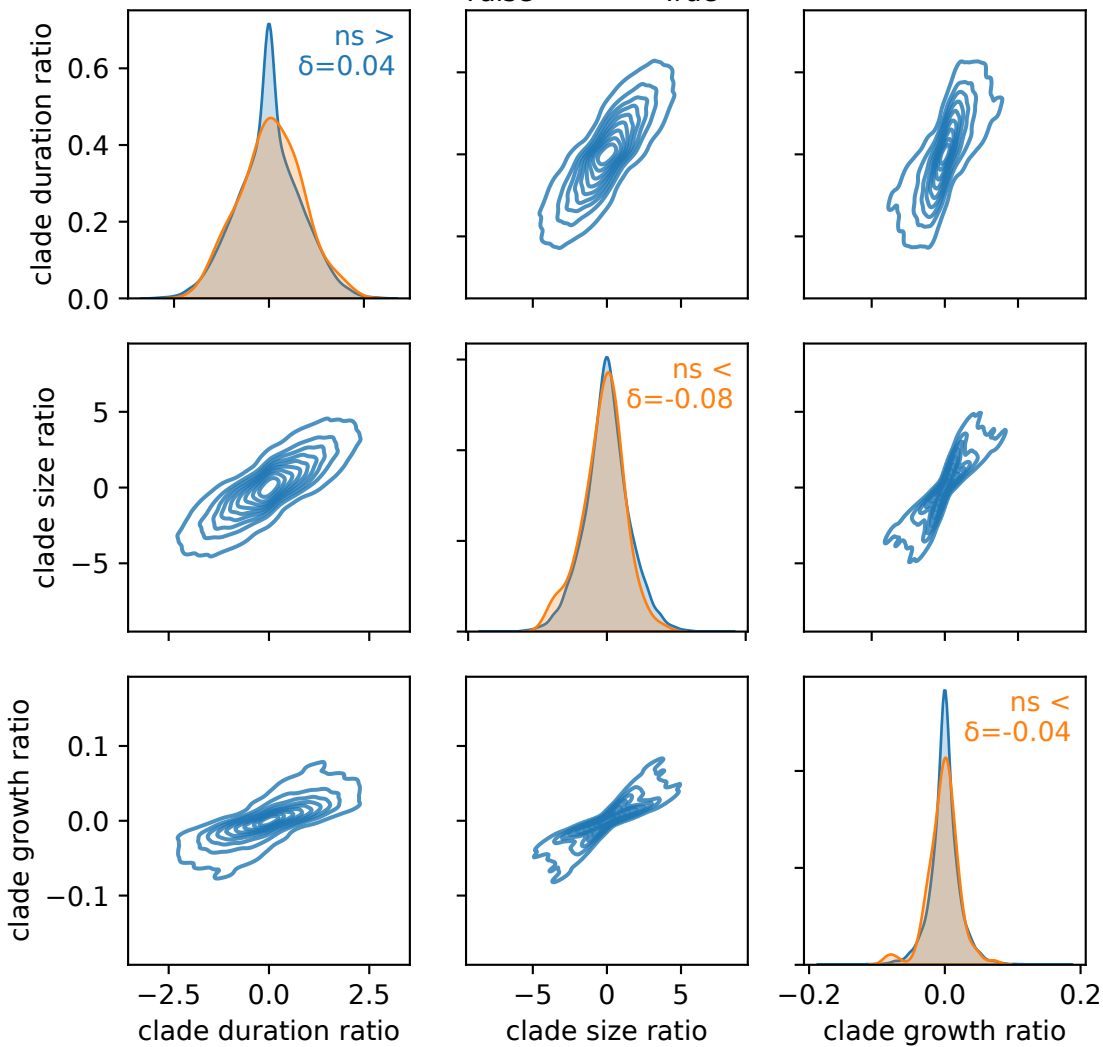 clade duration ratio
0.6
0.4
0.2
0.0
ns >
δ=0.04
clade size ratio
5
0
−5
ns <
δ=-0.08
clade growth ratio
0.1
0.0
−0.1
ns <
δ=-0.04
−2.5 0.0 2.5
−5 0 5
−0.2 0.0 0.2
clade duration ratio
clade size ratio
clade growth ratio